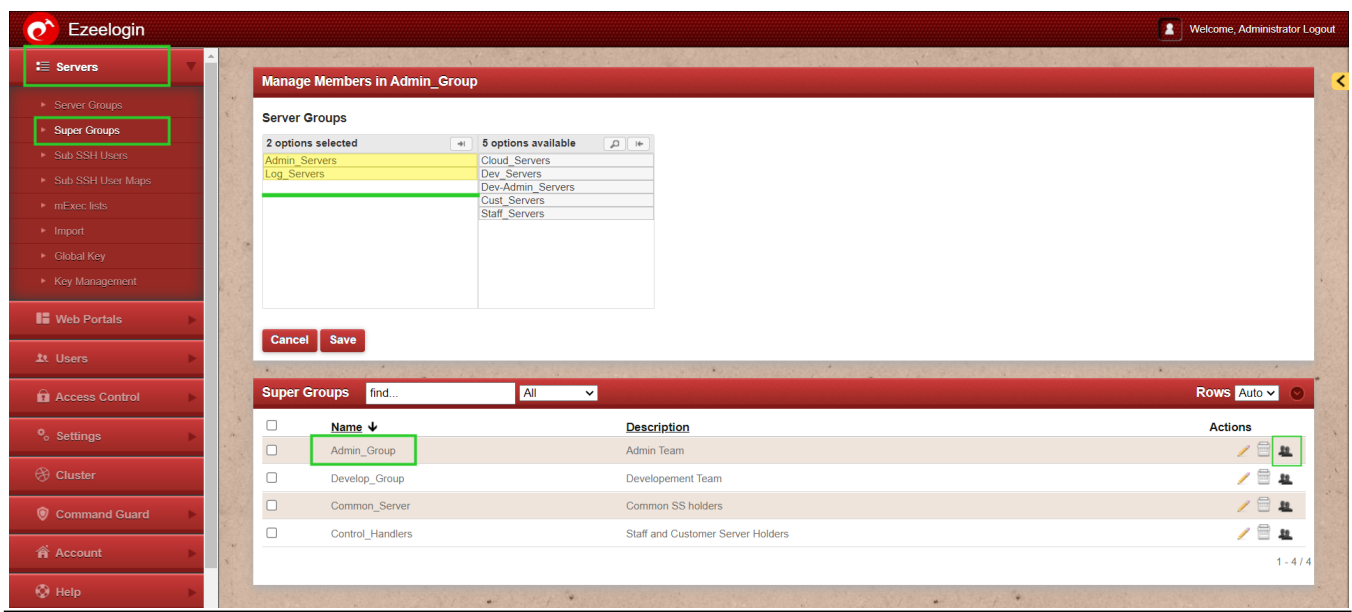 Ezeelogin
Welcome, Administrator Logout
Servers
Server Groups
Super Groups
Sub SSH Users
Sub SSH User Maps
mExec lists
Import
Global Key
Key Management
Web Portals
Users
Access Control
Settings
Cluster
Command Guard
Account
Help
Manage Members in Admin_Group
Server Groups
2 options selected
Admin_Servers
Log_Servers
5 options available
Cloud_Servers
Dev_Servers
Dev-Admin_Servers
Cust_Servers
Staff_Servers
Cancel Save
Super Groups find... All Rows Auto
Name Description Actions
Admin_Group Admin Team
Develop_Group Developement Team
Common_Server Common SS holders
Control_Handlers Staff and Customer Server Holders
1 - 4 / 4